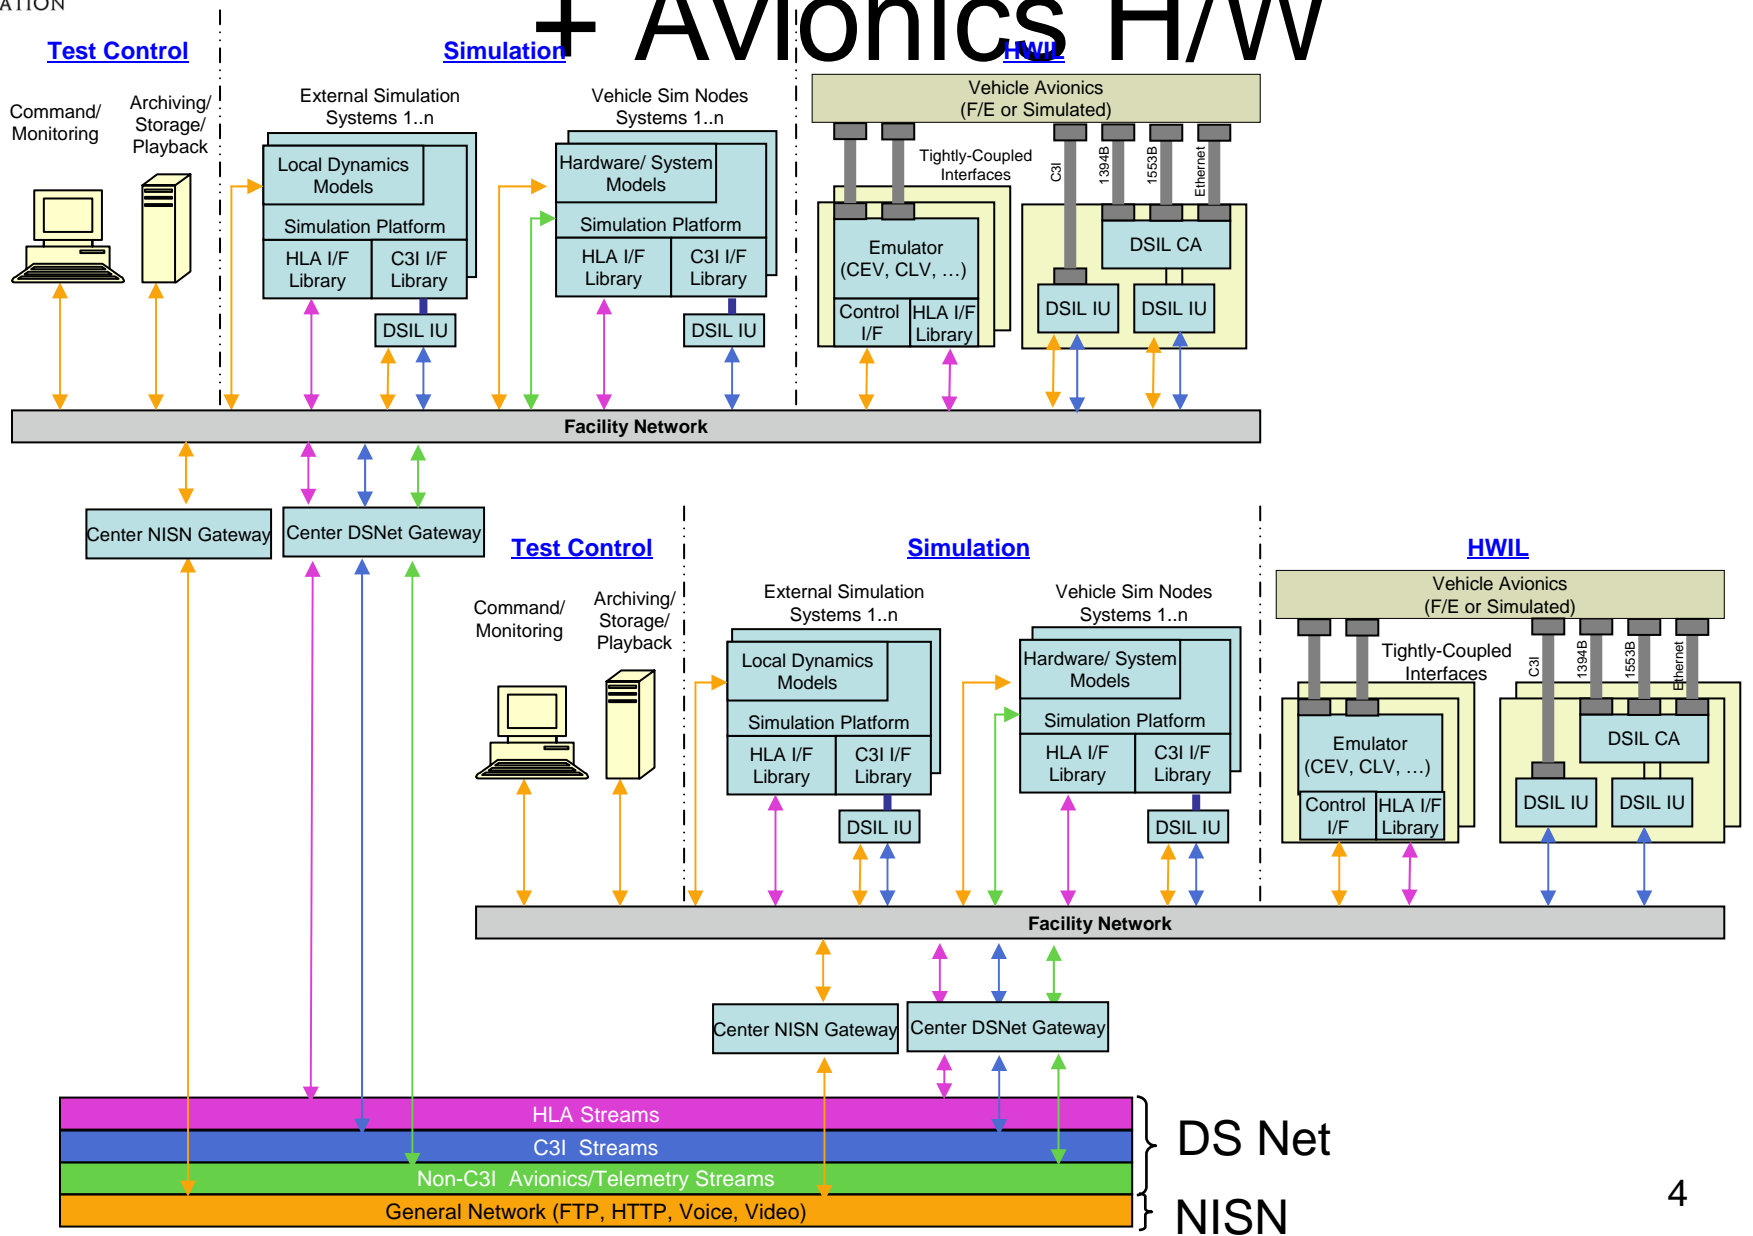 + Avionics H/W
Test Control
Simulation
HWIL
Command/
Monitoring
Archiving/
Storage/
Playback
External Simulation
Systems 1..n
Local Dynamics
Models
Simulation Platform
HLA I/F
Library
C3I I/F
Library
DSIL IU
Vehicle Sim Nodes
Systems 1..n
Hardware/ System
Models
Simulation Platform
HLA I/F
Library
C3I I/F
Library
DSIL IU
Vehicle Avionics
(F/E or Simulated)
Tightly-Coupled
Interfaces
C3I
1394B
1553B
Ethernet
Emulator
(CEV, CLV, …)
Control
I/F
HLA I/F
Library
DSIL CA
DSIL IU
DSIL IU
Facility Network
Center NISN Gateway
Center DSNet Gateway
Test Control
Simulation
HWIL
Command/
Monitoring
Archiving/
Storage/
Playback
External Simulation
Systems 1..n
Local Dynamics
Models
Simulation Platform
HLA I/F
Library
C3I I/F
Library
DSIL IU
Vehicle Sim Nodes
Systems 1..n
Hardware/ System
Models
Simulation Platform
HLA I/F
Library
C3I I/F
Library
DSIL IU
Vehicle Avionics
(F/E or Simulated)
Tightly-Coupled
Interfaces
C3I
1394B
1553B
Ethernet
Emulator
(CEV, CLV, …)
Control
I/F
HLA I/F
Library
DSIL CA
DSIL IU
DSIL IU
Facility Network
Center NISN Gateway
Center DSNet Gateway
HLA Streams
C3I Streams
Non-C3I Avionics/Telemetry Streams
General Network (FTP, HTTP, Voice, Video)
DS Net
NISN
4